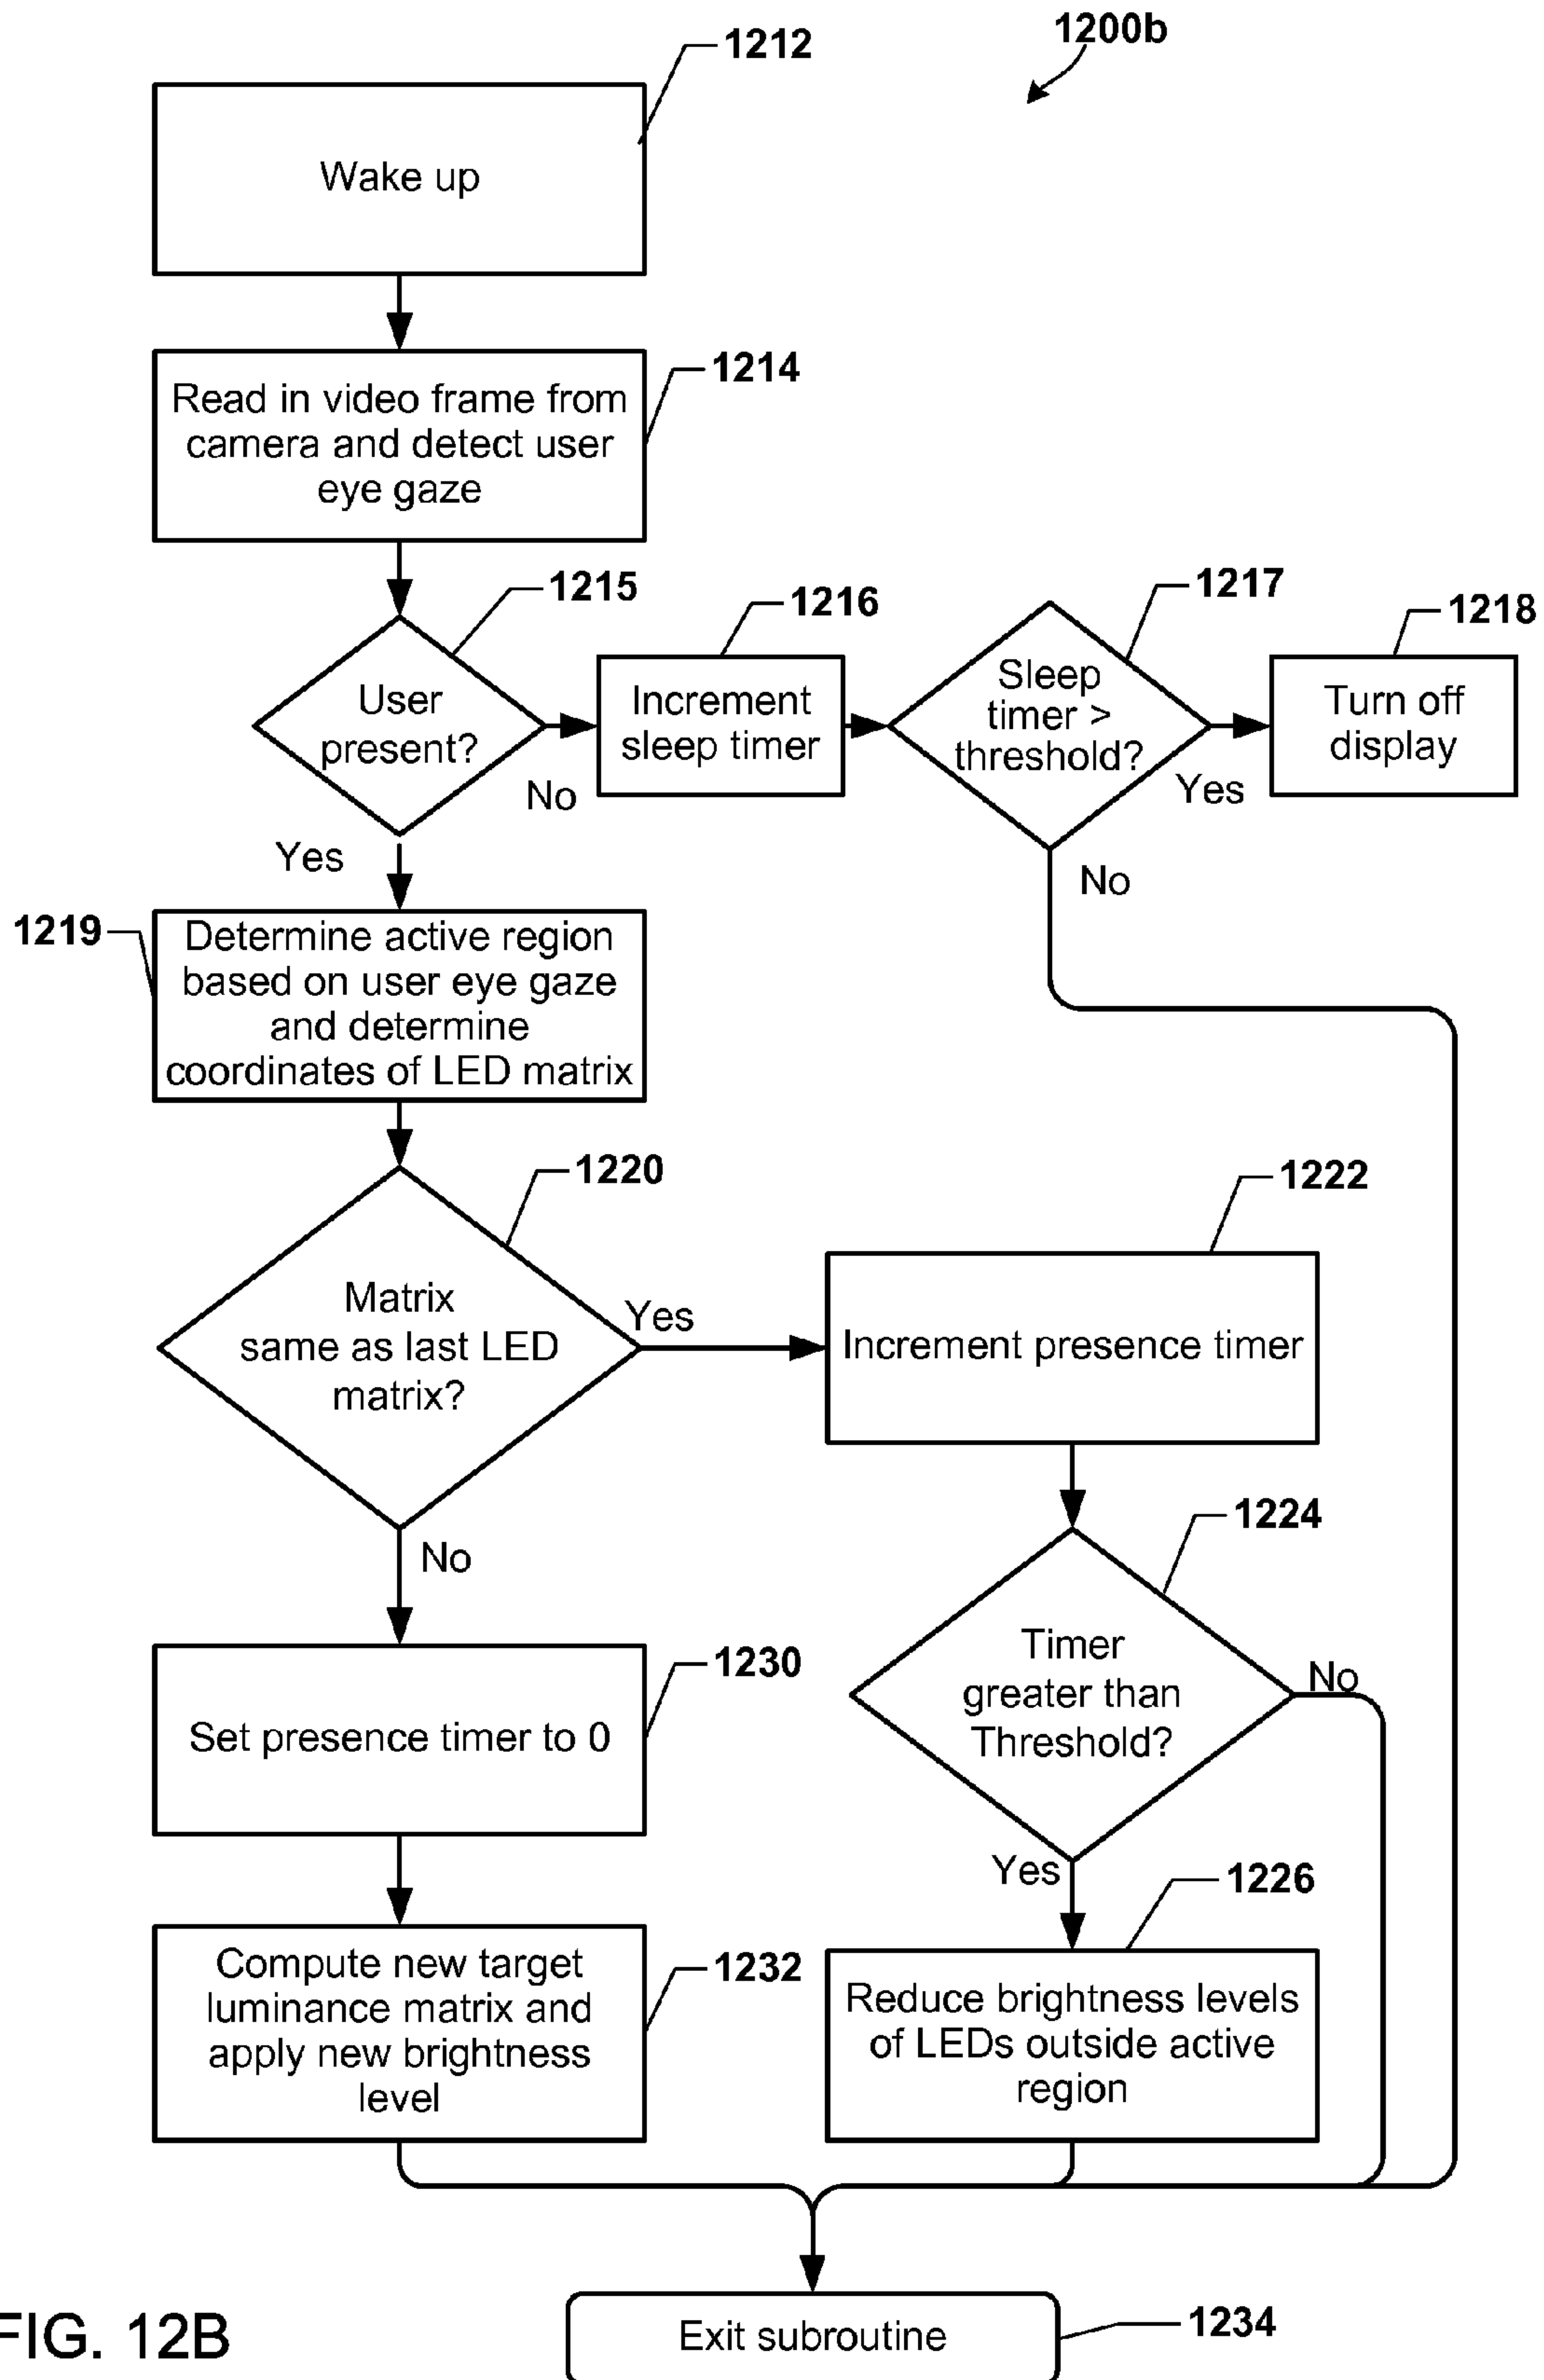 1200b
1212
Wake up
1214
Read in video frame from
camera and detect user
eye gaze
1215
User
present?
No
Yes
1216
Increment
sleep timer
1217
Sleep
timer >
threshold?
Yes
No
1218
Turn off
display
1219
Determine active region
based on user eye gaze
and determine
coordinates of LED matrix
1220
Matrix
same as last LED
matrix?
Yes
No
1222
Increment presence timer
1224
Timer
greater than
Threshold?
No
Yes
1226
Reduce brightness levels
of LEDs outside active
region
1230
Set presence timer to 0
1232
Compute new target
luminance matrix and
apply new brightness
level
Exit subroutine
1234
FIG. 12B